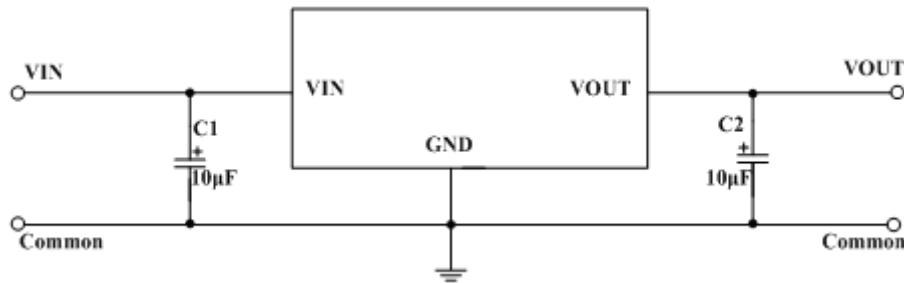 VIN
VOUT
VIN
VOUT
C1
+
10μF
GND
C2
+
10μF
Common
Common